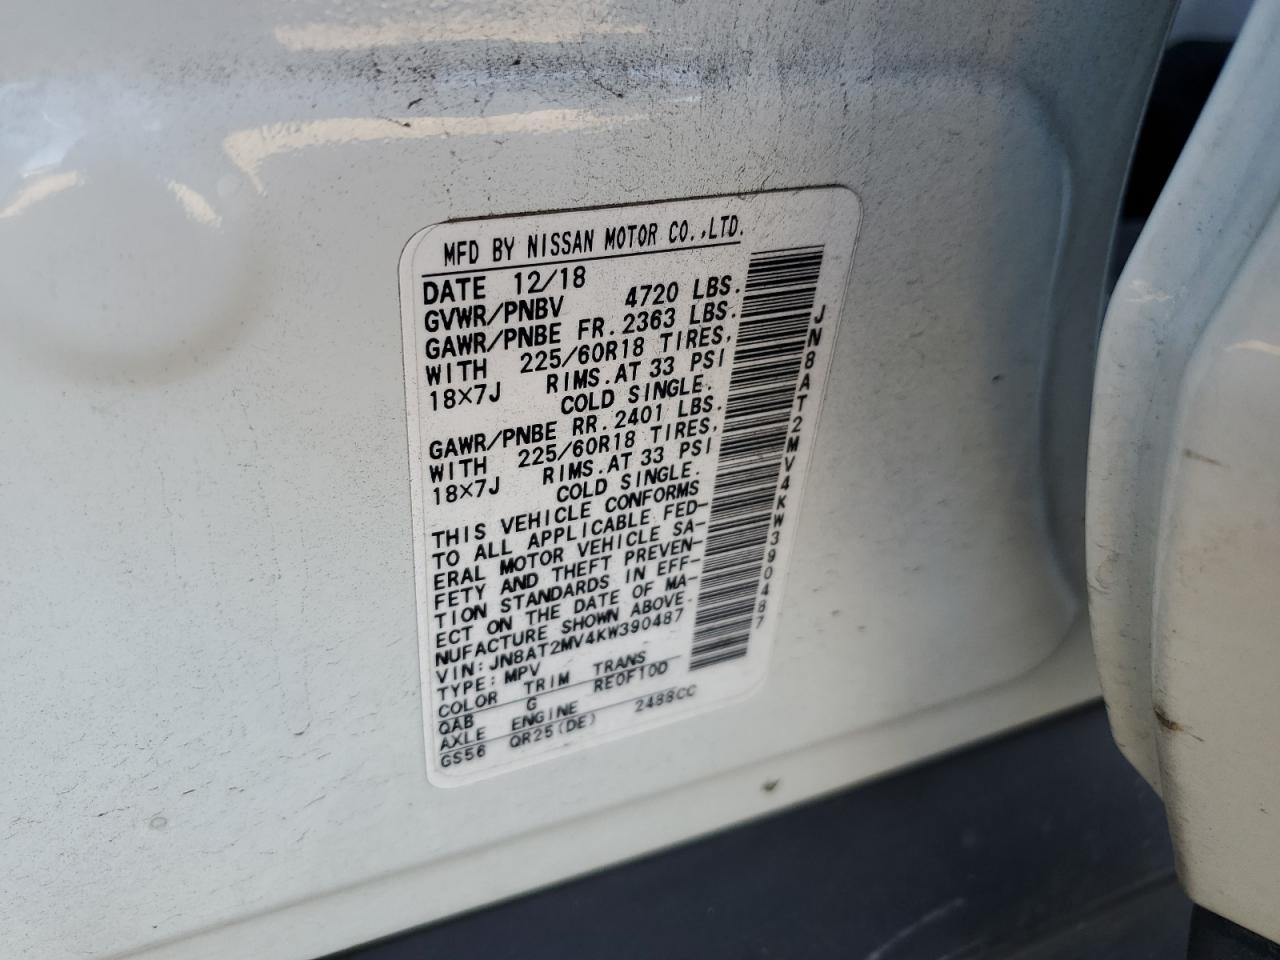 MFD BY NISSAN MOTOR CO.,LTD.
DATE 12/18
GVWR/PNBV 4720 LBS.
GAWR/PNBE FR. 2363 LBS.
WITH 225/60R18 TIRES,
18×7J RIMS.AT 33 PSI
COLD SINGLE.
GAWR/PNBE RR. 2401 LBS.
WITH 225/60R18 TIRES,
18×7J RIMS.AT 33 PSI
COLD SINGLE.
THIS VEHICLE CONFORMS
TO ALL APPLICABLE FED-
ERAL MOTOR VEHICLE SA-
FETY AND THEFT PREVEN-
TION STANDARDS IN EFF-
ECT ON THE DATE OF MA-
NUFACTURE SHOWN ABOVE.
VIN: JN8AT2MV4KW390487
TYPE: MPV
COLOR TRIM TRANS
QAB G RE0F10D
AXLE ENGINE
GS56 QR25(DE) 2488CC
JN8AT2MV4KW390487